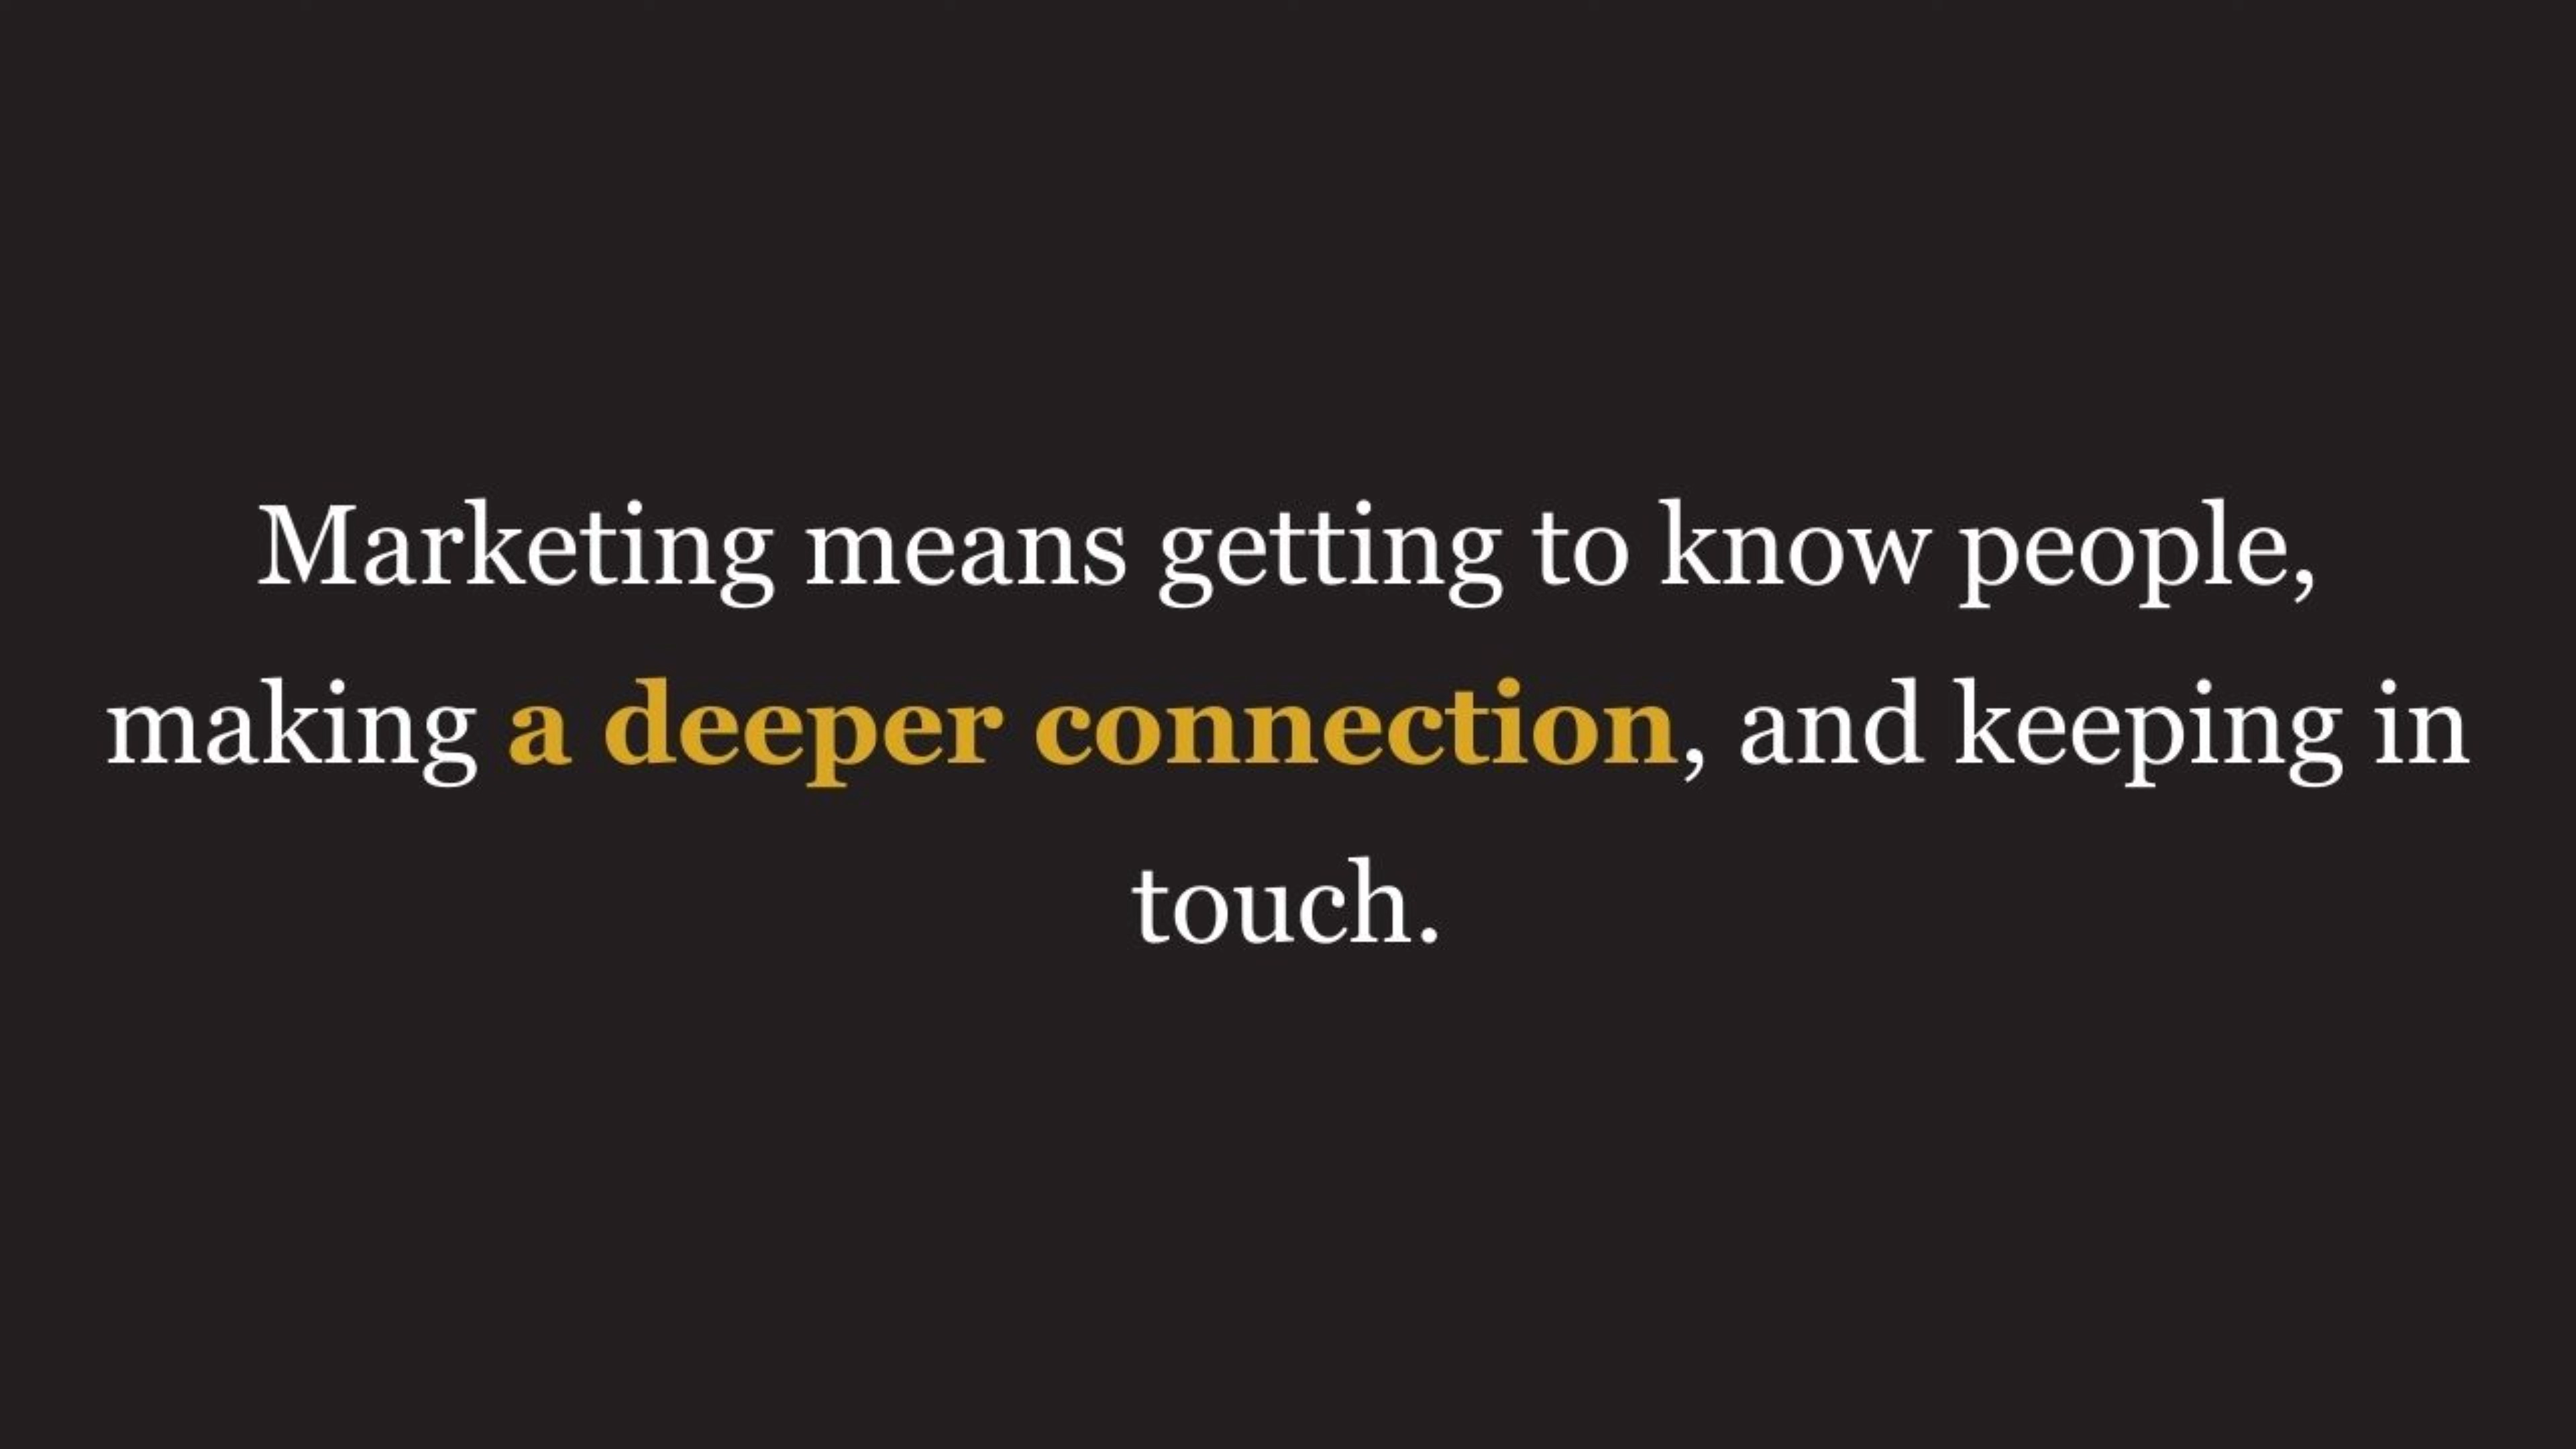 Marketing means getting to know people,
making a deeper connection, and keeping in
touch.